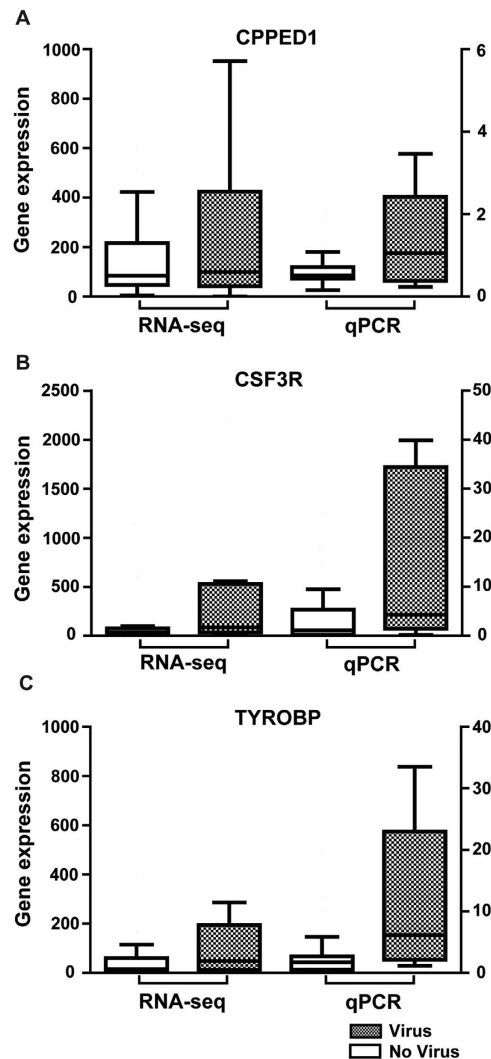 A
CPPED1
Gene expression
1000
800
600
400
200
0
6
4
2
0
RNA-seq qPCR
B
CSF3R
Gene expression
2500
2000
1500
1000
500
0
50
40
30
20
10
0
RNA-seq qPCR
C
TYROBP
Gene expression
1000
800
600
400
200
0
40
30
20
10
0
RNA-seq qPCR
Virus
No Virus